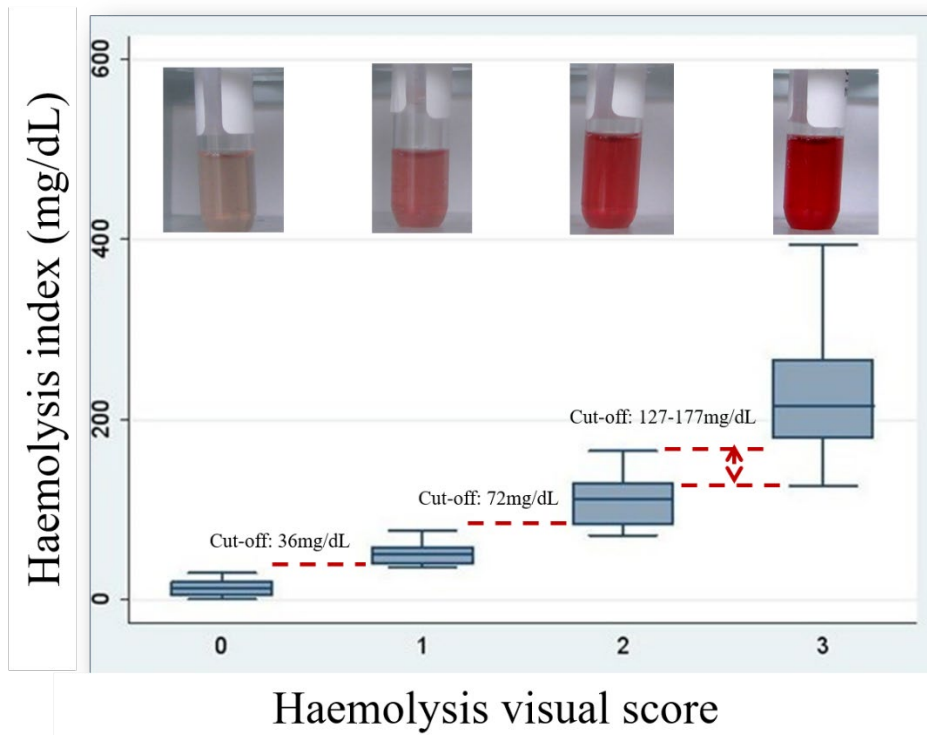 Haemolysis index (mg/dL)
600
400
200
0
Cut-off: 127-177mg/dL
Cut-off: 72mg/dL
Cut-off: 36mg/dL
0 1 2 3
Haemolysis visual score